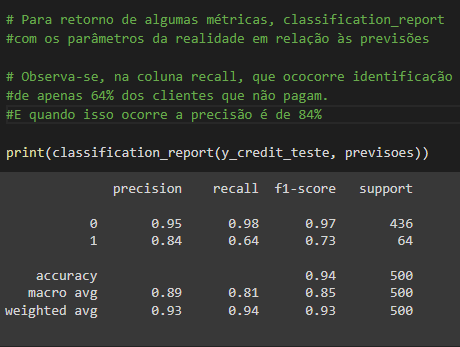 # Para retorno de algumas métricas, classification_report
#com os parâmetros da realidade em relação às previsões
# Observa-se, na coluna recall, que ococorre identificação
#de apenas 64% dos clientes que não pagam.
#E quando isso ocorre a precisão é de 84%
print(classification_report(y_credit_teste, previsoes))
precision recall f1-score support
0 0.95 0.98 0.97 436
1 0.84 0.64 0.73 64
accuracy 0.94 500
macro avg 0.89 0.81 0.85 500
weighted avg 0.93 0.94 0.93 500